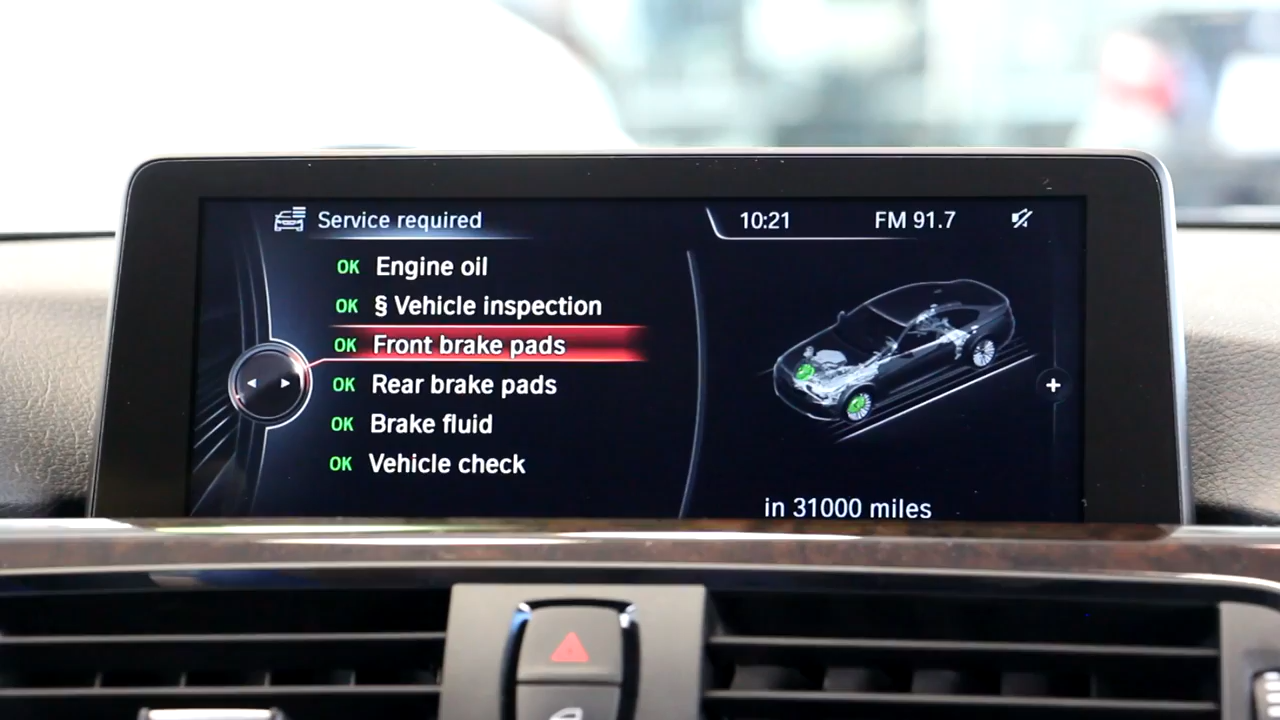 Service required
10:21
FM 91.7
OK Engine oil
OK § Vehicle inspection
OK Front brake pads
OK Rear brake pads
OK Brake fluid
OK Vehicle check
in 31000 miles